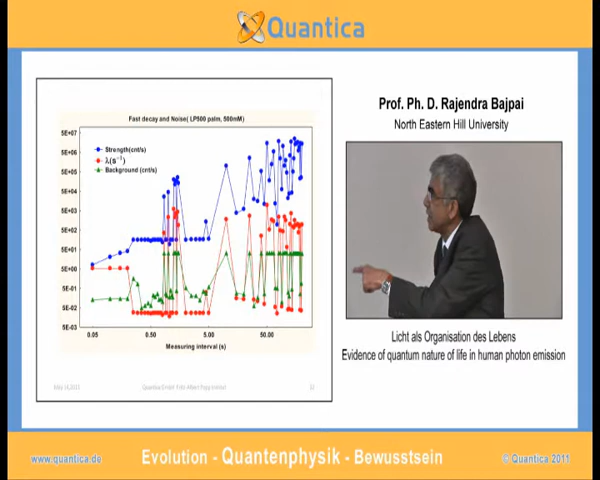 Quantica
Fast decay and Noise( LP500 palm, 500mM)
Strength(cnt/s)
λ(s⁻¹)
Background (cnt/s)
5E+07
5E+06
5E+05
5E+04
5E+03
5E+02
5E+01
5E+00
5E-01
5E-02
5E-03
0.05 0.50 5.00 50.00
Measuring interval (s)
Prof. Ph. D. Rajendra Bajpai
North Eastern Hill University
Licht als Organisation des Lebens
Evidence of quantum nature of life in human photon emission
www.quantica.de
Evolution - Quantenphysik - Bewusstsein
© Quantica 2011